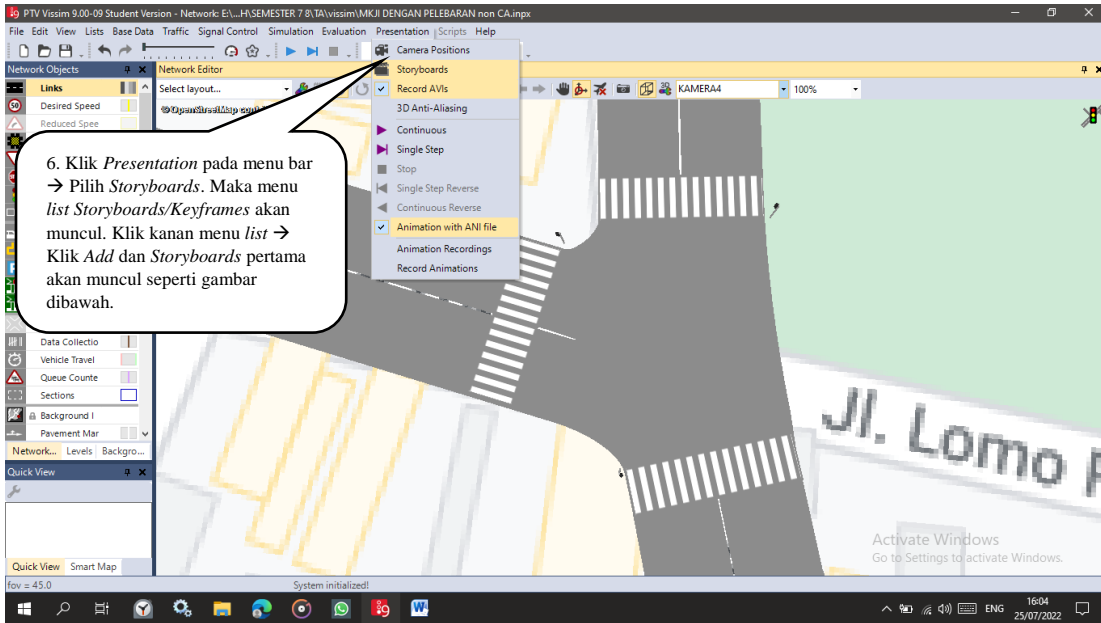 PTV Vissim 9.00-09 Student Version - Network: E:\...H\SEMESTER 7 8\TA\vissim\MKJI DENGAN PELEBARAN non CA.inpx
File Edit View Lists Base Data Traffic Signal Control Simulation Evaluation Presentation Scripts Help
Network Objects
Network Editor
Links
Select layout...
KAMERA4
100%
Desired Speed
© OpenStreetMap
Reduced Spee
Camera Positions
Storyboards
Record AVIs
3D Anti-Aliasing
Continuous
Single Step
Stop
Single Step Reverse
Continuous Reverse
Animation with ANI file
Animation Recordings
Record Animations
6. Klik Presentation pada menu bar
→ Pilih Storyboards. Maka menu
list Storyboards/Keyframes akan
muncul. Klik kanan menu list →
Klik Add dan Storyboards pertama
akan muncul seperti gambar
dibawah.
Data Collectio
Vehicle Travel
Queue Counte
Sections
Background I
Pavement Mar
Network... Levels Backgro...
Quick View
Quick View Smart Map
Jl. Lomo
Activate Windows
Go to Settings to activate Windows.
fov = 45.0
System initialized!
ENG
16:04
25/07/2022